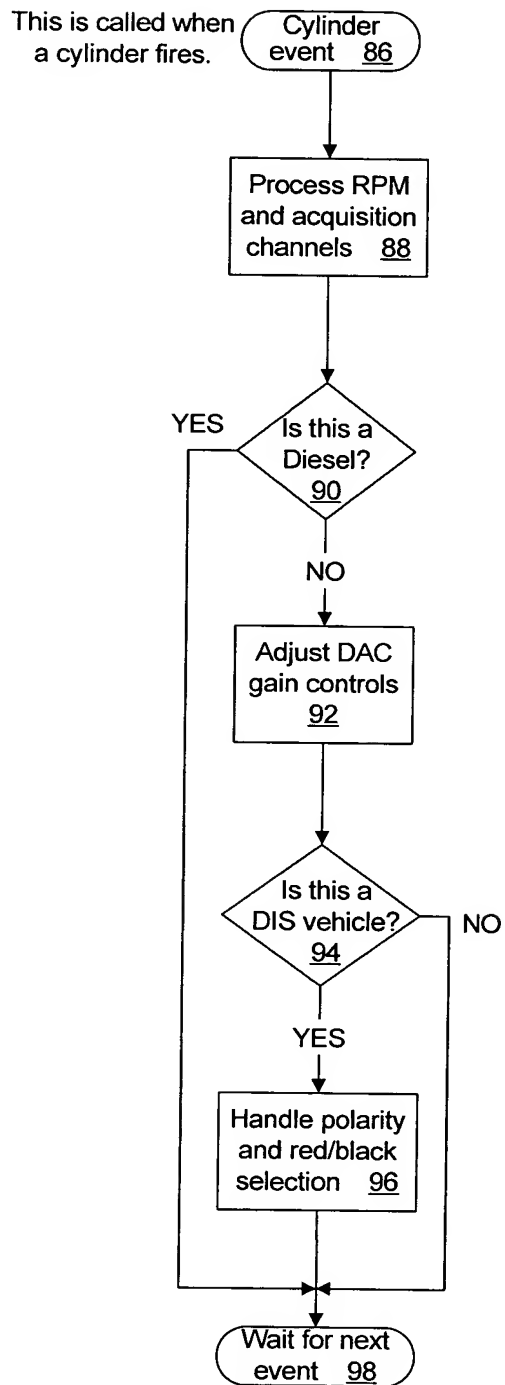 This is called when
a cylinder fires.
Cylinder
event 86
Process RPM
and acquisition
channels 88
YES
Is this a
Diesel?
90
NO
Adjust DAC
gain controls
92
Is this a
DIS vehicle?
94
NO
YES
Handle polarity
and red/black
selection 96
Wait for next
event 98